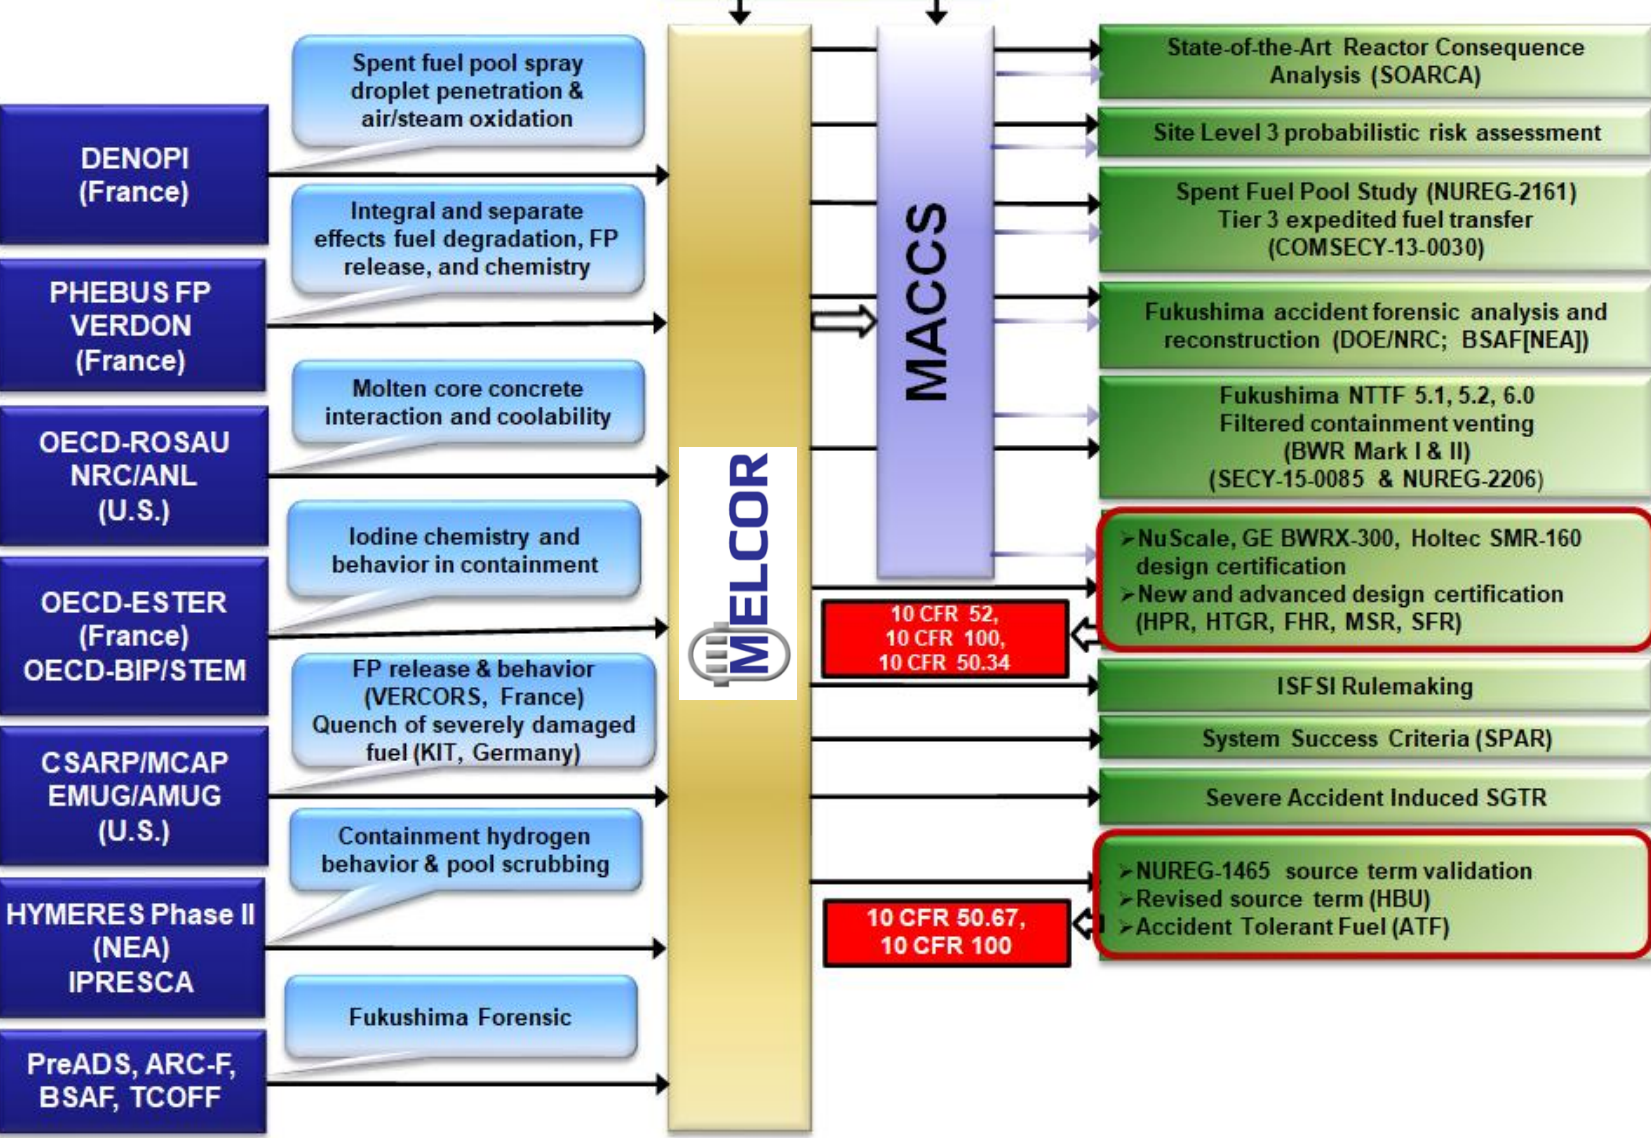 DENOPI
(France)
PHEBUS FP
VERDON
(France)
OECD-ROSAU
NRC/ANL
(U.S.)
OECD-ESTER
(France)
OECD-BIP/STEM
CSARP/MCAP
EMUG/AMUG
(U.S.)
HYMERES Phase II
(NEA)
IPRESCA
PreADS, ARC-F,
BSAF, TCOFF
Spent fuel pool spray
droplet penetration &
air/steam oxidation
Integral and separate
effects fuel degradation, FP
release, and chemistry
Molten core concrete
interaction and coolability
Iodine chemistry and
behavior in containment
FP release & behavior
(VERCORS, France)
Quench of severely damaged
fuel (KIT, Germany)
Containment hydrogen
behavior & pool scrubbing
Fukushima Forensic
MELCOR
MACCS
10 CFR 52,
10 CFR 100,
10 CFR 50.34
10 CFR 50.67,
10 CFR 100
State-of-the-Art Reactor Consequence
Analysis (SOARCA)
Site Level 3 probabilistic risk assessment
Spent Fuel Pool Study (NUREG-2161)
Tier 3 expedited fuel transfer
(COMSECY-13-0030)
Fukushima accident forensic analysis and
reconstruction (DOE/NRC; BSAF[NEA])
Fukushima NTTF 5.1, 5.2, 6.0
Filtered containment venting
(BWR Mark I & II)
(SECY-15-0085 & NUREG-2206)
➢NuScale, GE BWRX-300, Holtec SMR-160
design certification
➢New and advanced design certification
(HPR, HTGR, FHR, MSR, SFR)
ISFSI Rulemaking
System Success Criteria (SPAR)
Severe Accident Induced SGTR
➢NUREG-1465 source term validation
➢Revised source term (HBU)
➢Accident Tolerant Fuel (ATF)